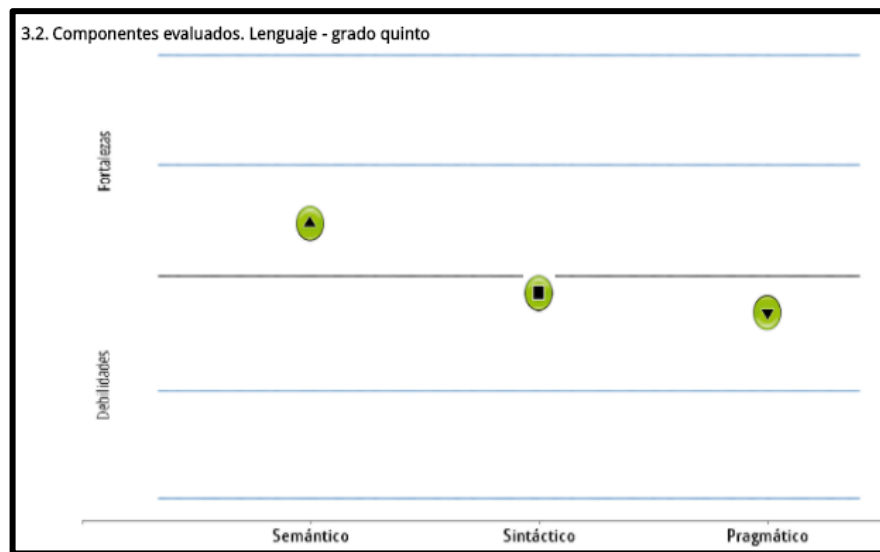 3.2. Componentes evaluados. Lenguaje - grado quinto
Fortalezas
Debilidades
Semántico
Sintáctico
Pragmático